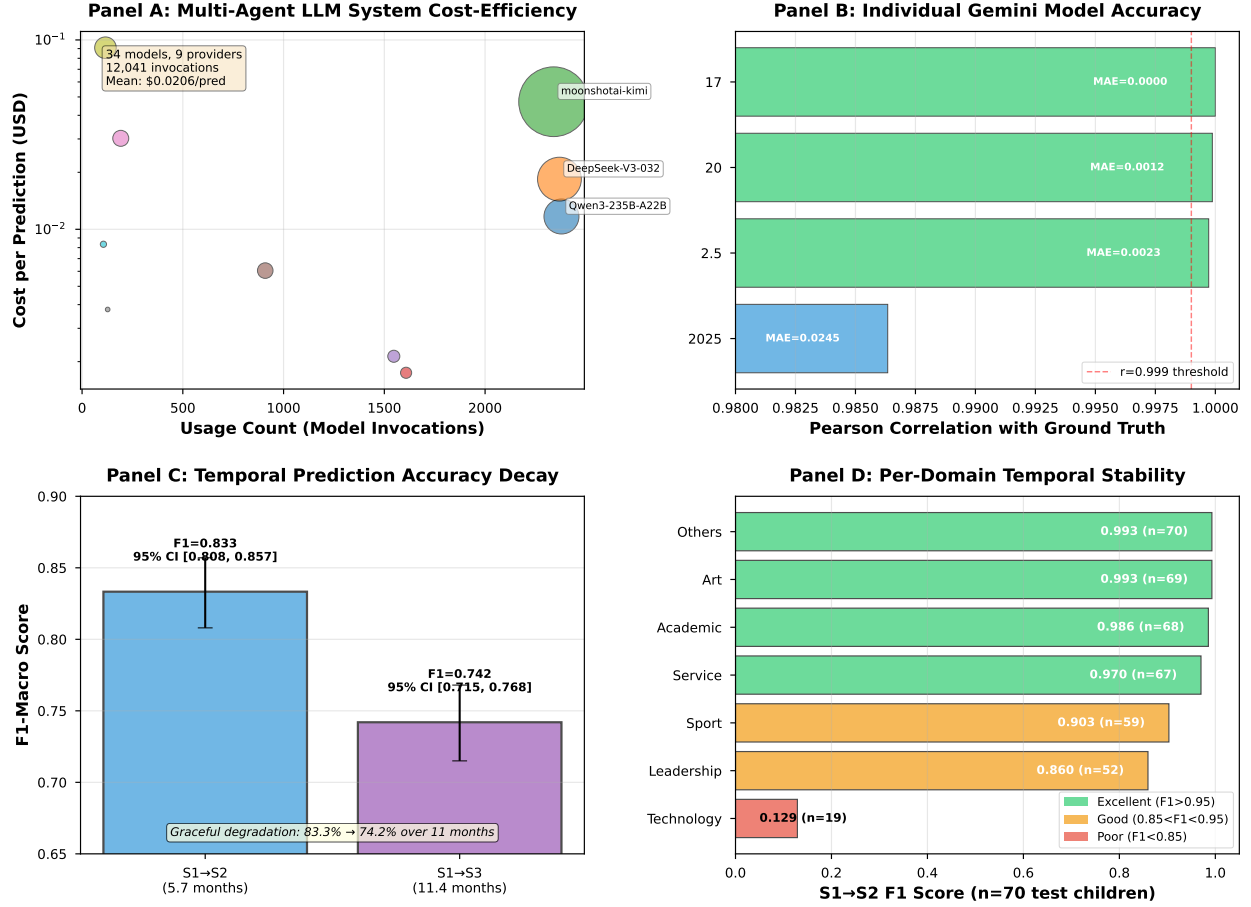 Panel A: Multi-Agent LLM System Cost-Efficiency
10⁻¹
10⁻²
Cost per Prediction (USD)
34 models, 9 providers
12,041 invocations
Mean: $0.0206/pred
moonshotai-kimi
DeepSeek-V3-032
Qwen3-235B-A22B
0 500 1000 1500 2000
Usage Count (Model Invocations)
Panel B: Individual Gemini Model Accuracy
17
MAE=0.0000
20
MAE=0.0012
2.5
MAE=0.0023
2025
MAE=0.0245
r=0.999 threshold
0.9800 0.9825 0.9850 0.9875 0.9900 0.9925 0.9950 0.9975 1.0000
Pearson Correlation with Ground Truth
Panel C: Temporal Prediction Accuracy Decay
0.90
0.85
0.80
0.75
0.70
0.65
F1-Macro Score
F1=0.833
95% CI [0.808, 0.857]
F1=0.742
95% CI [0.715, 0.768]
Graceful degradation: 83.3% → 74.2% over 11 months
S1→S2
(5.7 months)
S1→S3
(11.4 months)
Panel D: Per-Domain Temporal Stability
Others
0.993 (n=70)
Art
0.993 (n=69)
Academic
0.986 (n=68)
Service
0.970 (n=67)
Sport
0.903 (n=59)
Leadership
0.860 (n=52)
Technology
0.129 (n=19)
Excellent (F1>0.95)
Good (0.85<F1<0.95)
Poor (F1<0.85)
0.0 0.2 0.4 0.6 0.8 1.0
S1→S2 F1 Score (n=70 test children)